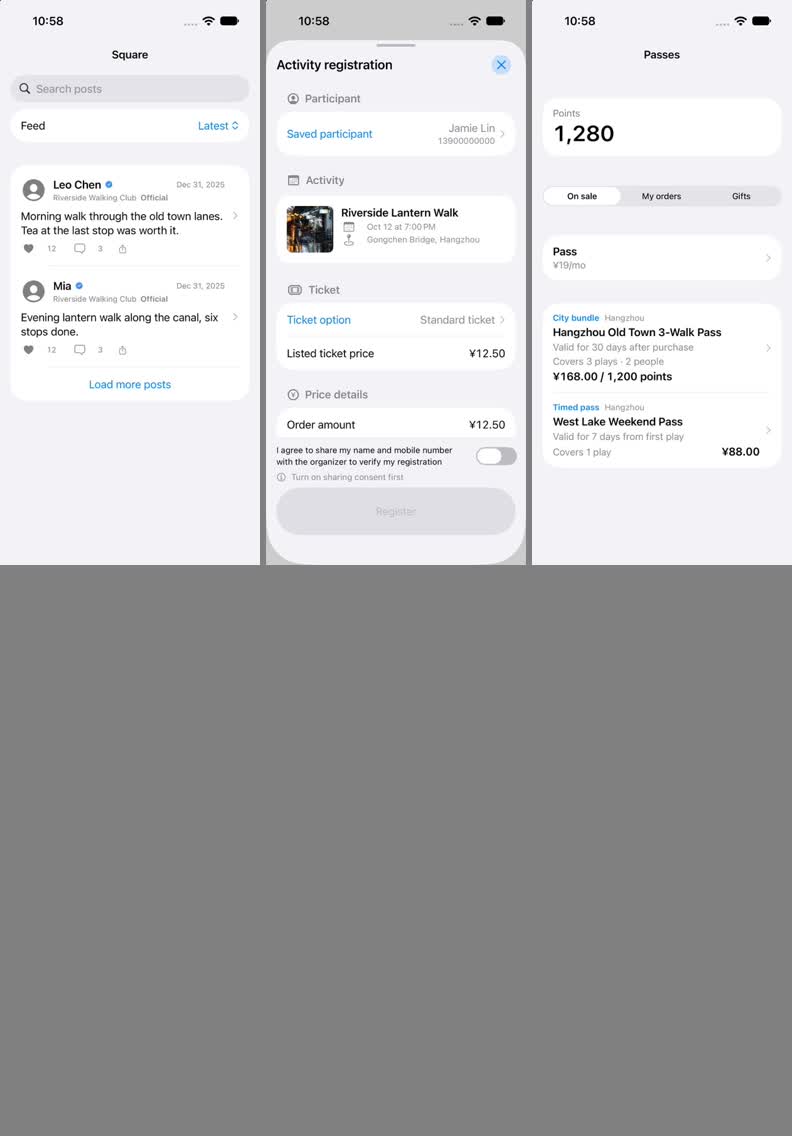 10:58
Square
Search posts
Feed
Latest
Leo Chen
Dec 31, 2025
Riverside Walking Club Official
Morning walk through the old town lanes.
Tea at the last stop was worth it.
12
3
Mia
Dec 31, 2025
Riverside Walking Club Official
Evening lantern walk along the canal, six
stops done.
12
3
Load more posts
10:58
Activity registration
Participant
Saved participant
Jamie Lin
13900000000
Activity
Riverside Lantern Walk
Oct 12 at 7:00 PM
Gongchen Bridge, Hangzhou
Ticket
Ticket option
Standard ticket
Listed ticket price
¥12.50
Price details
Order amount
¥12.50
I agree to share my name and mobile number
with the organizer to verify my registration
Turn on sharing consent first
Register
10:58
Passes
Points
1,280
On sale
My orders
Gifts
Pass
¥19/mo
City bundle Hangzhou
Hangzhou Old Town 3-Walk Pass
Valid for 30 days after purchase
Covers 3 plays · 2 people
¥168.00 / 1,200 points
Timed pass Hangzhou
West Lake Weekend Pass
Valid for 7 days from first play
Covers 1 play
¥88.00